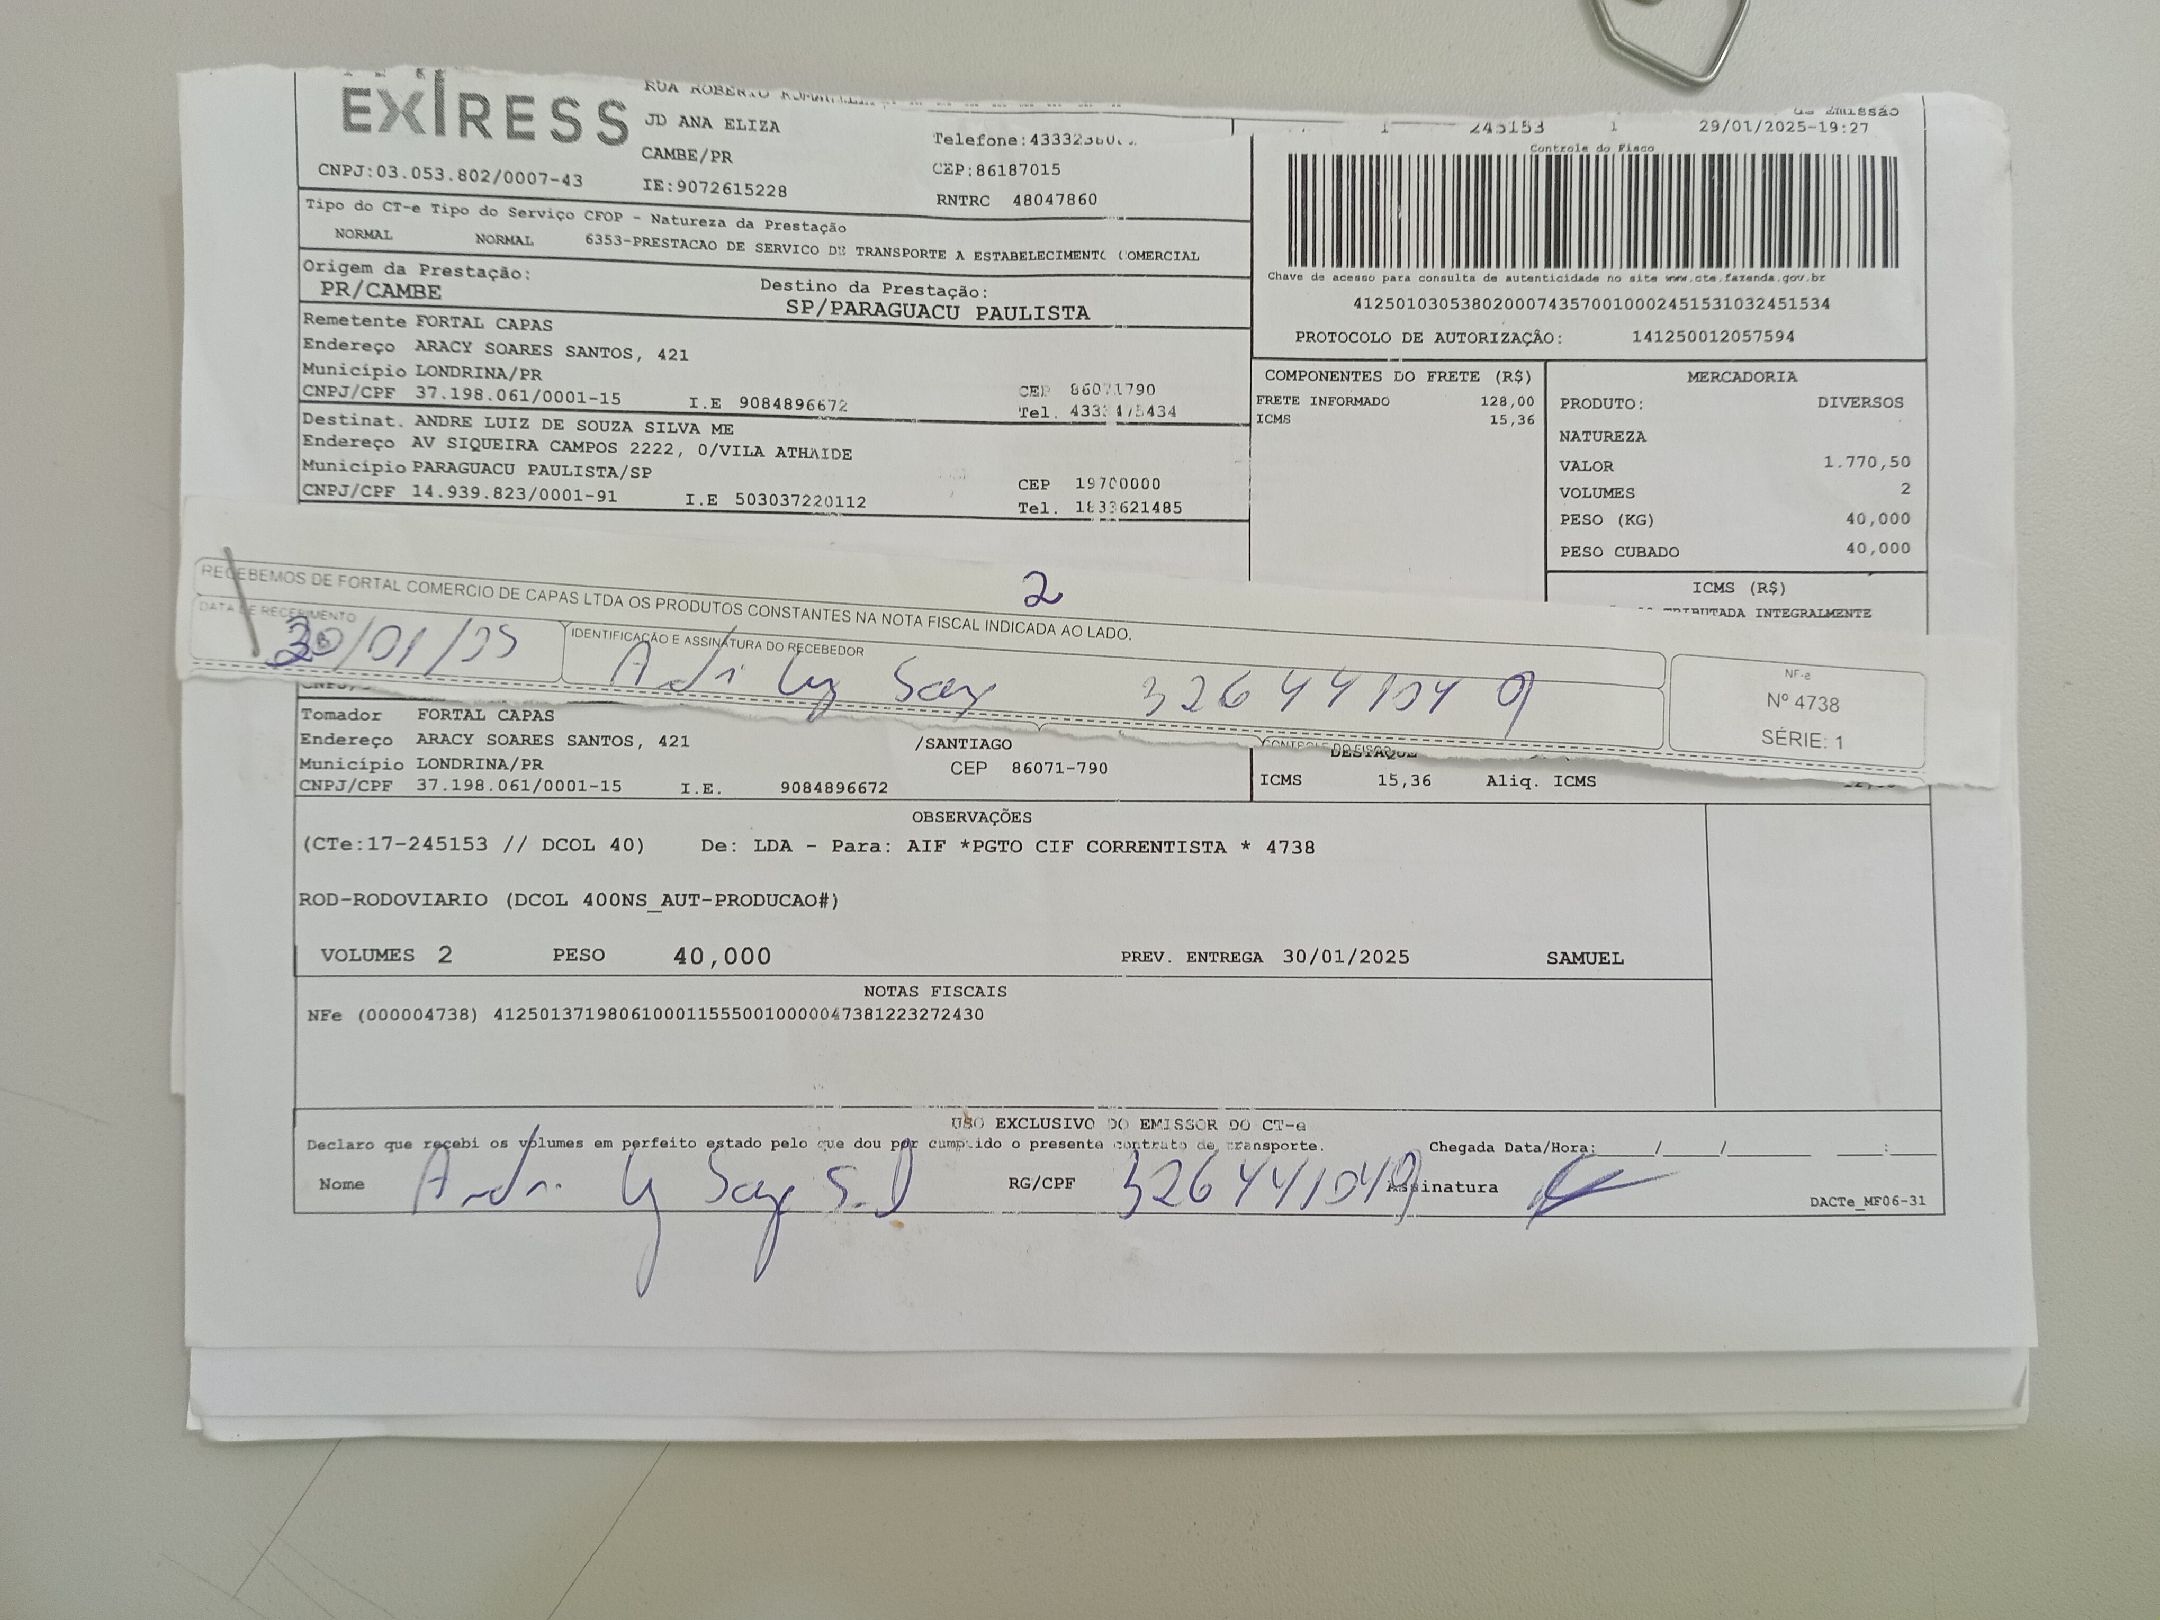 EXPRESS
JD ANA ELIZA
CAMBE/PR
CNPJ:03.053.802/0007-43
IE:9072615228
CEP:86187015
RNTRC 48047860
245153 1 29/01/2025-19:27
Controle do Fisco
Chave de acesso para consulta de autenticidade no site www.cte.fazenda.gov.br
PROTOCOLO DE AUTORIZAÇÃO: 141250012057594
Tipo do CT-e Tipo do Serviço CFOP - Natureza da Prestação
NORMAL NORMAL 6353-PRESTACAO DE SERVICO DE TRANSPORTE A ESTABELECIMENTO COMERCIAL
Origem da Prestação: Destino da Prestação:
PR/CAMBE SP/PARAGUACU PAULISTA
Remetente FORTAL CAPAS
Endereço ARACY SOARES SANTOS, 421
Município LONDRINA/PR CEP 86071790
CNPJ/CPF 37.198.061/0001-15 I.E 9084896672 Tel.
Destinat. ANDRE LUIZ DE SOUZA SILVA ME
Endereço AV SIQUEIRA CAMPOS 2222, 0/VILA ATHAIDE
Município PARAGUACU PAULISTA/SP CEP 19700000
CNPJ/CPF 14.939.823/0001-91 I.E 503037220112 Tel. 1833621485
COMPONENTES DO FRETE (R$)
FRETE INFORMADO 128,00
ICMS 15,36
MERCADORIA
PRODUTO: DIVERSOS
NATUREZA
VALOR 1.770,50
VOLUMES 2
PESO (KG) 40,000
PESO CUBADO 40,000
ICMS (R$)
TRIBUTADA INTEGRALMENTE
2
RECEBEMOS DE FORTAL COMERCIO DE CAPAS LTDA OS PRODUTOS CONSTANTES NA NOTA FISCAL INDICADA AO LADO.
DATA DE RECEBIMENTO
30/01/25
IDENTIFICAÇÃO E ASSINATURA DO RECEBEDOR
326441049
NF-e
Nº 4738
SÉRIE: 1
Tomador FORTAL CAPAS
Endereço ARACY SOARES SANTOS, 421 /SANTIAGO
Município LONDRINA/PR CEP 86071-790
CNPJ/CPF 37.198.061/0001-15 I.E. 9084896672
DESTAQUE
ICMS 15,36 Aliq. ICMS
OBSERVAÇÕES
(CTe:17-245153 // DCOL 40) De: LDA - Para: AIF *PGTO CIF CORRENTISTA * 4738
ROD-RODOVIARIO (DCOL 400NS_AUT-PRODUCAO#)
VOLUMES 2 PESO 40,000 PREV. ENTREGA 30/01/2025 SAMUEL
NOTAS FISCAIS
NFe (000004738) 41250137198061000115550010000047381223272430
USO EXCLUSIVO DO EMISSOR DO CT-e
Declaro que recebi os volumes em perfeito estado pelo que dou por cumprido o presente contrato de transporte. Chegada Data/Hora: / / :
Nome RG/CPF 326441049 Assinatura
DACTe_MF06-31